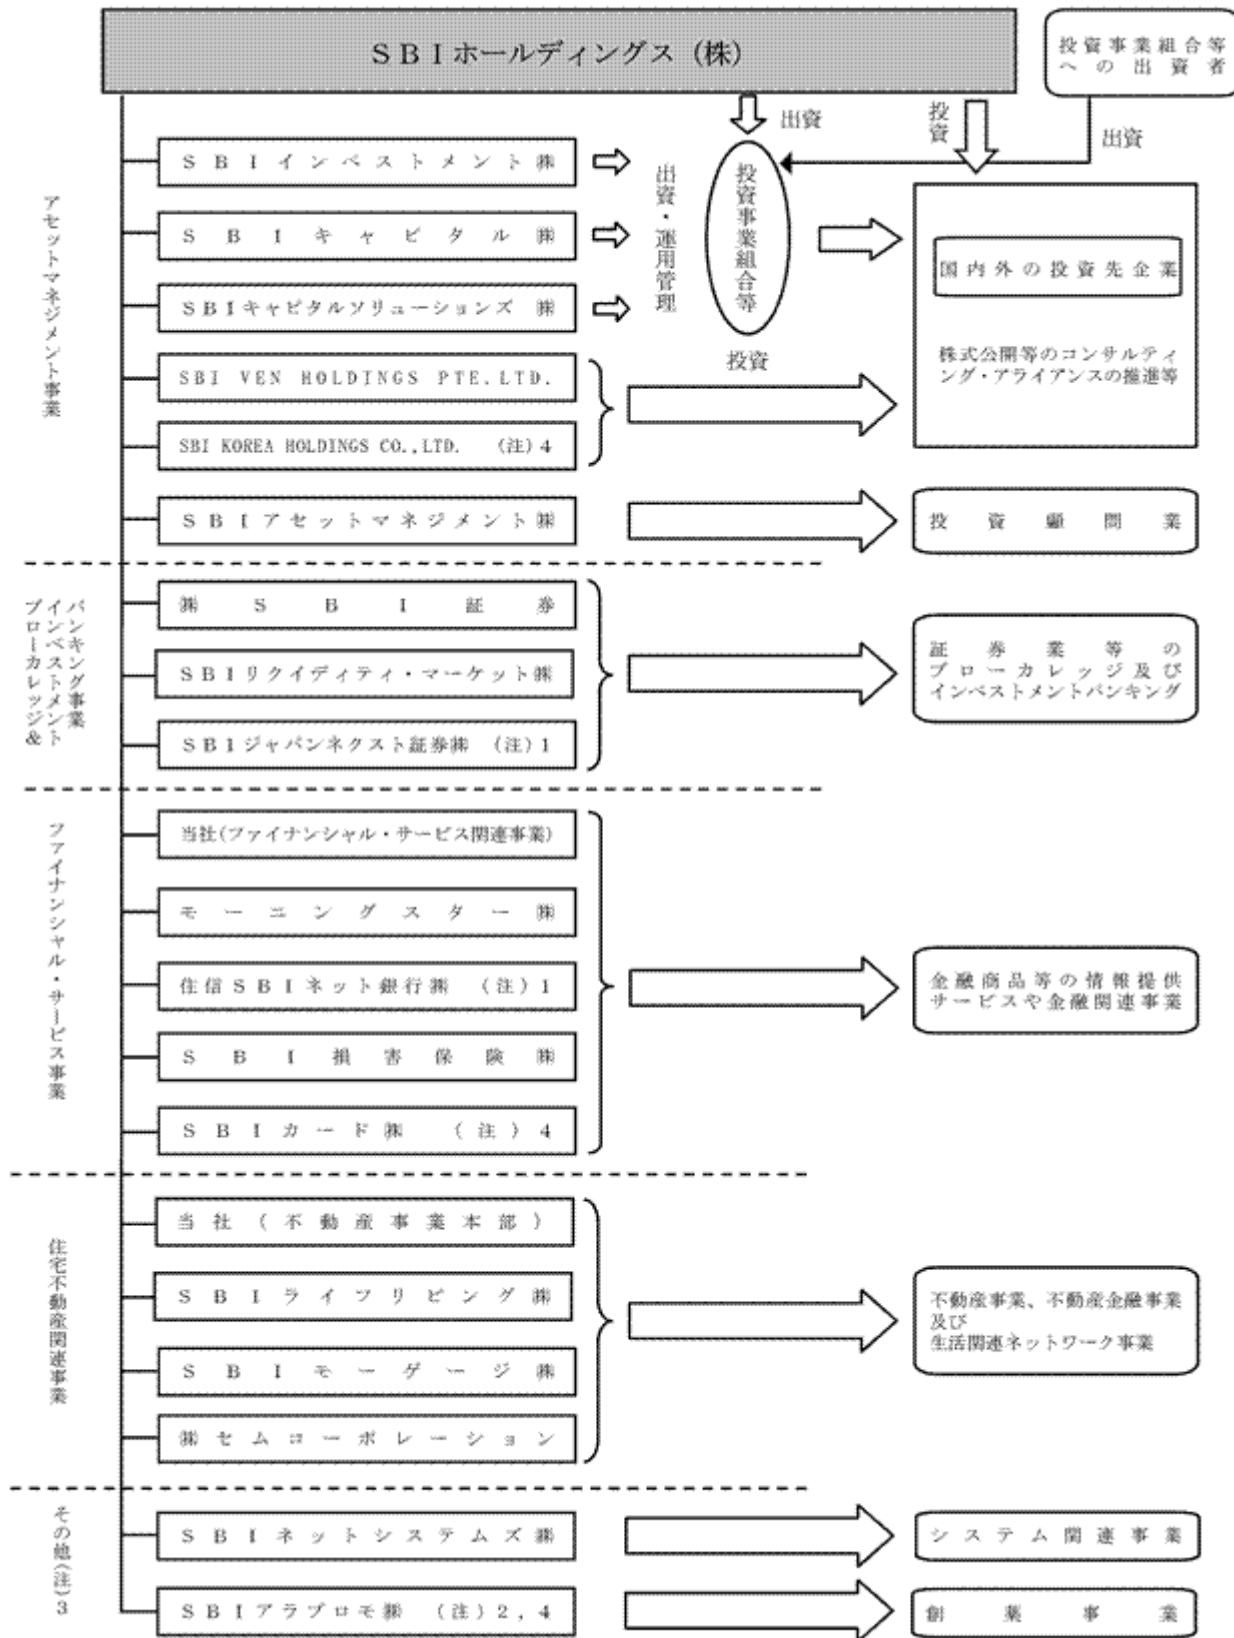 SBIホールディングス（株）
投資事業組合等
への出資者
出資
投資
出資
アセットマネジメント事業
SBIインベストメント㈱
SBIキャピタル㈱
SBIキャピタルソリューションズ ㈱
SBI VEN HOLDINGS PTE.LTD.
SBI KOREA HOLDINGS CO.,LTD. （注）4
SBIアセットマネジメント㈱
出資・運用管理
投資事業組合等
投資
国内外の投資先企業
株式公開等のコンサルティ
ング・アライアンスの推進等
投資顧問業
ブローカレッジ&
インベストメント
バンキング事業
㈱SBI証券
SBIリクイディティ・マーケット㈱
SBIジャパンネクスト証券㈱ （注）1
証券業等の
ブローカレッジ及び
インベストメントバンキング
ファイナンシャル・サービス事業
当社(ファイナンシャル・サービス関連事業)
モーニングスター㈱
住信SBIネット銀行㈱ （注）1
SBI損害保険㈱
SBIカード㈱ （注）4
金融商品等の情報提供
サービスや金融関連事業
住宅不動産関連事業
当社（不動産事業本部）
SBIライフリビング㈱
SBIモーゲージ㈱
㈱セムコーポレーション
不動産事業、不動産金融事業
及び
生活関連ネットワーク事業
その他(注)3
SBIネットシステムズ㈱
システム関連事業
SBIアラプロモ㈱ （注）2,4
創薬事業